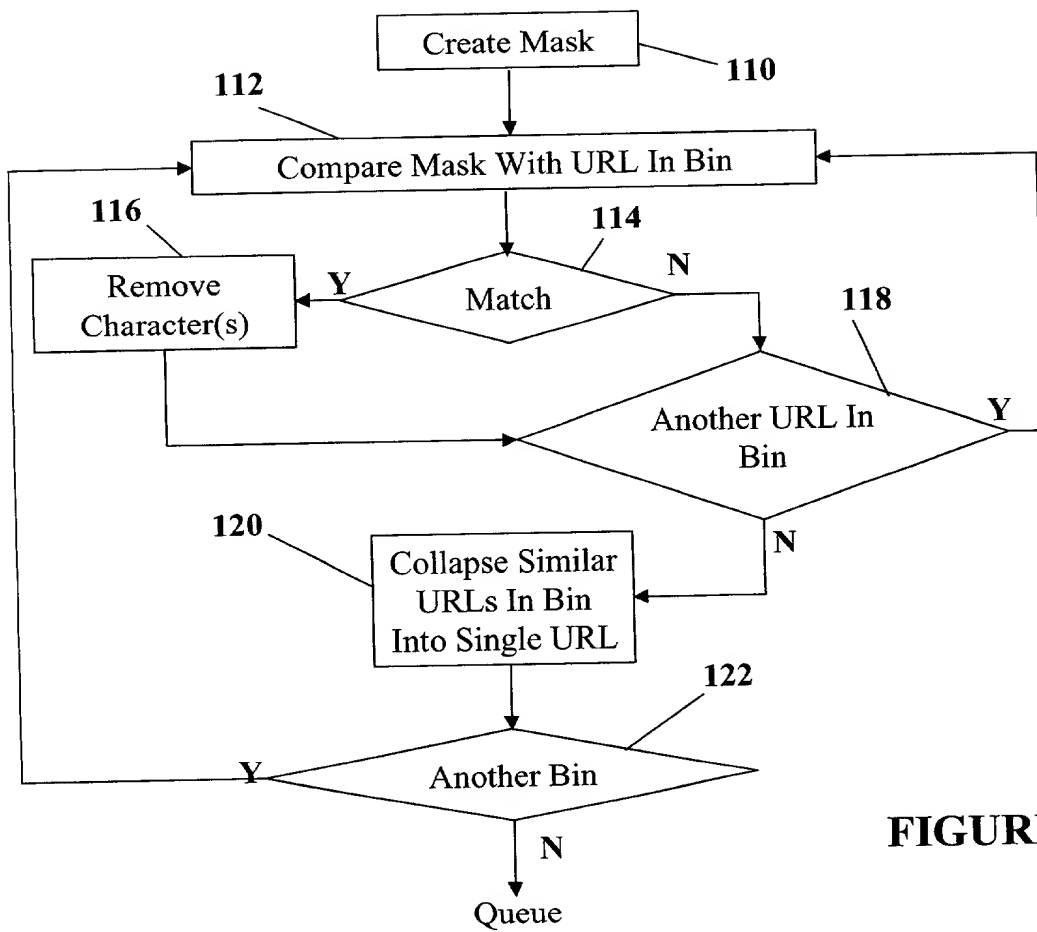 Create Mask
110
112
Compare Mask With URL In Bin
116
114
Y
N
Remove
Character(s)
Match
118
Another URL In
Bin
Y
N
120
Collapse Similar
URLs In Bin
Into Single URL
122
Y
Another Bin
N
Queue